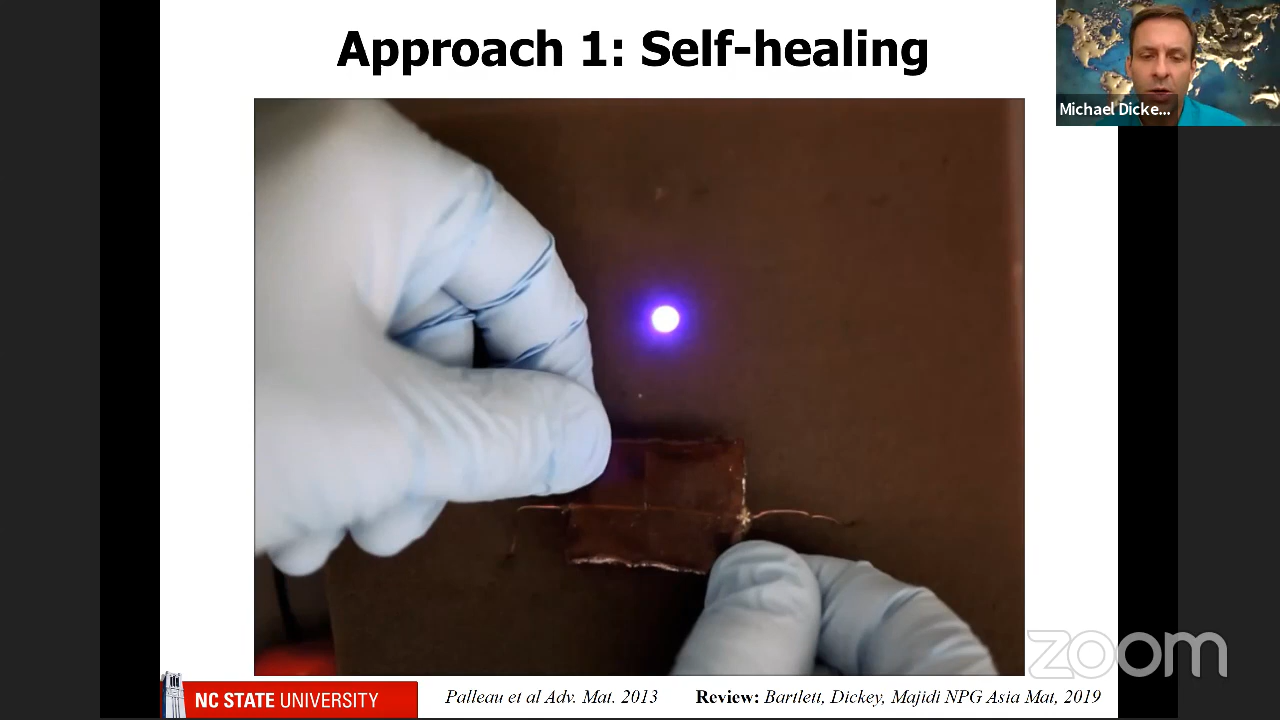 Approach 1: Self-healing
Michael Dicke...
zoom
NC STATE UNIVERSITY
Palleau et al Adv. Mat. 2013
Review: Bartlett, Dickey, Majidi NPG Asia Mat, 2019